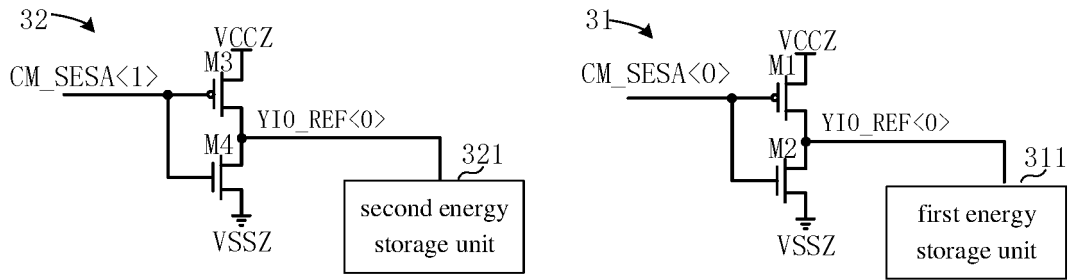 32
VCCZ
M3
CM_SESA<1>
YIO_REF<0>
M4
321
second energy
storage unit
VSSZ
31
VCCZ
M1
CM_SESA<0>
YIO_REF<0>
M2
311
first energy
storage unit
VSSZ